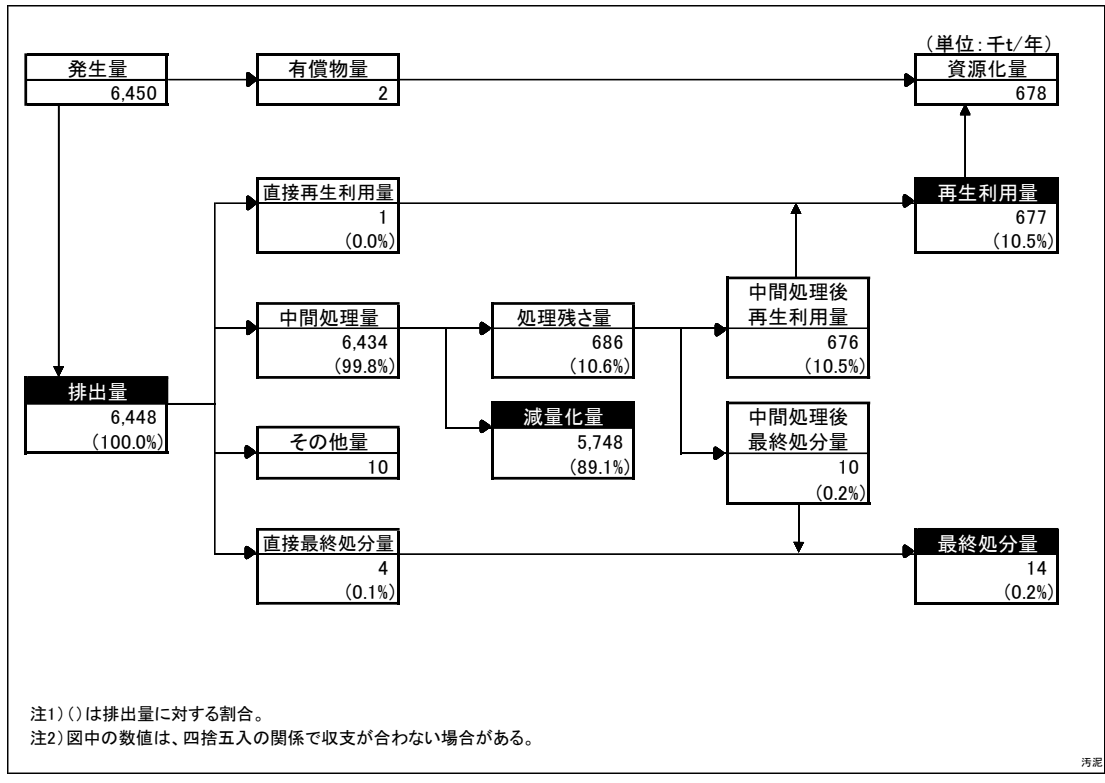 （単位：千t/年）
発生量
6,450
有償物量
2
資源化量
678
直接再生利用量
1
（0.0%）
再生利用量
677
（10.5%）
中間処理量
6,434
（99.8%）
処理残さ量
686
（10.6%）
中間処理後
再生利用量
676
（10.5%）
排出量
6,448
（100.0%）
減量化量
5,748
（89.1%）
その他量
10
中間処理後
最終処分量
10
（0.2%）
直接最終処分量
4
（0.1%）
最終処分量
14
（0.2%）
注1）（）は排出量に対する割合。
注2）図中の数値は、四捨五入の関係で収支が合わない場合がある。
汚泥